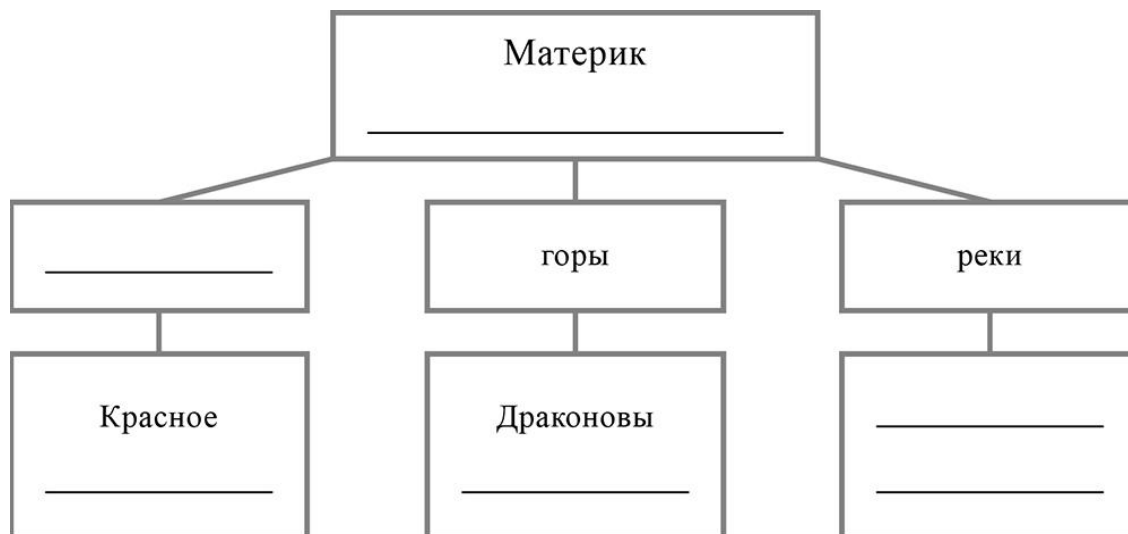 Материк
горы
реки
Красное
Драконовы